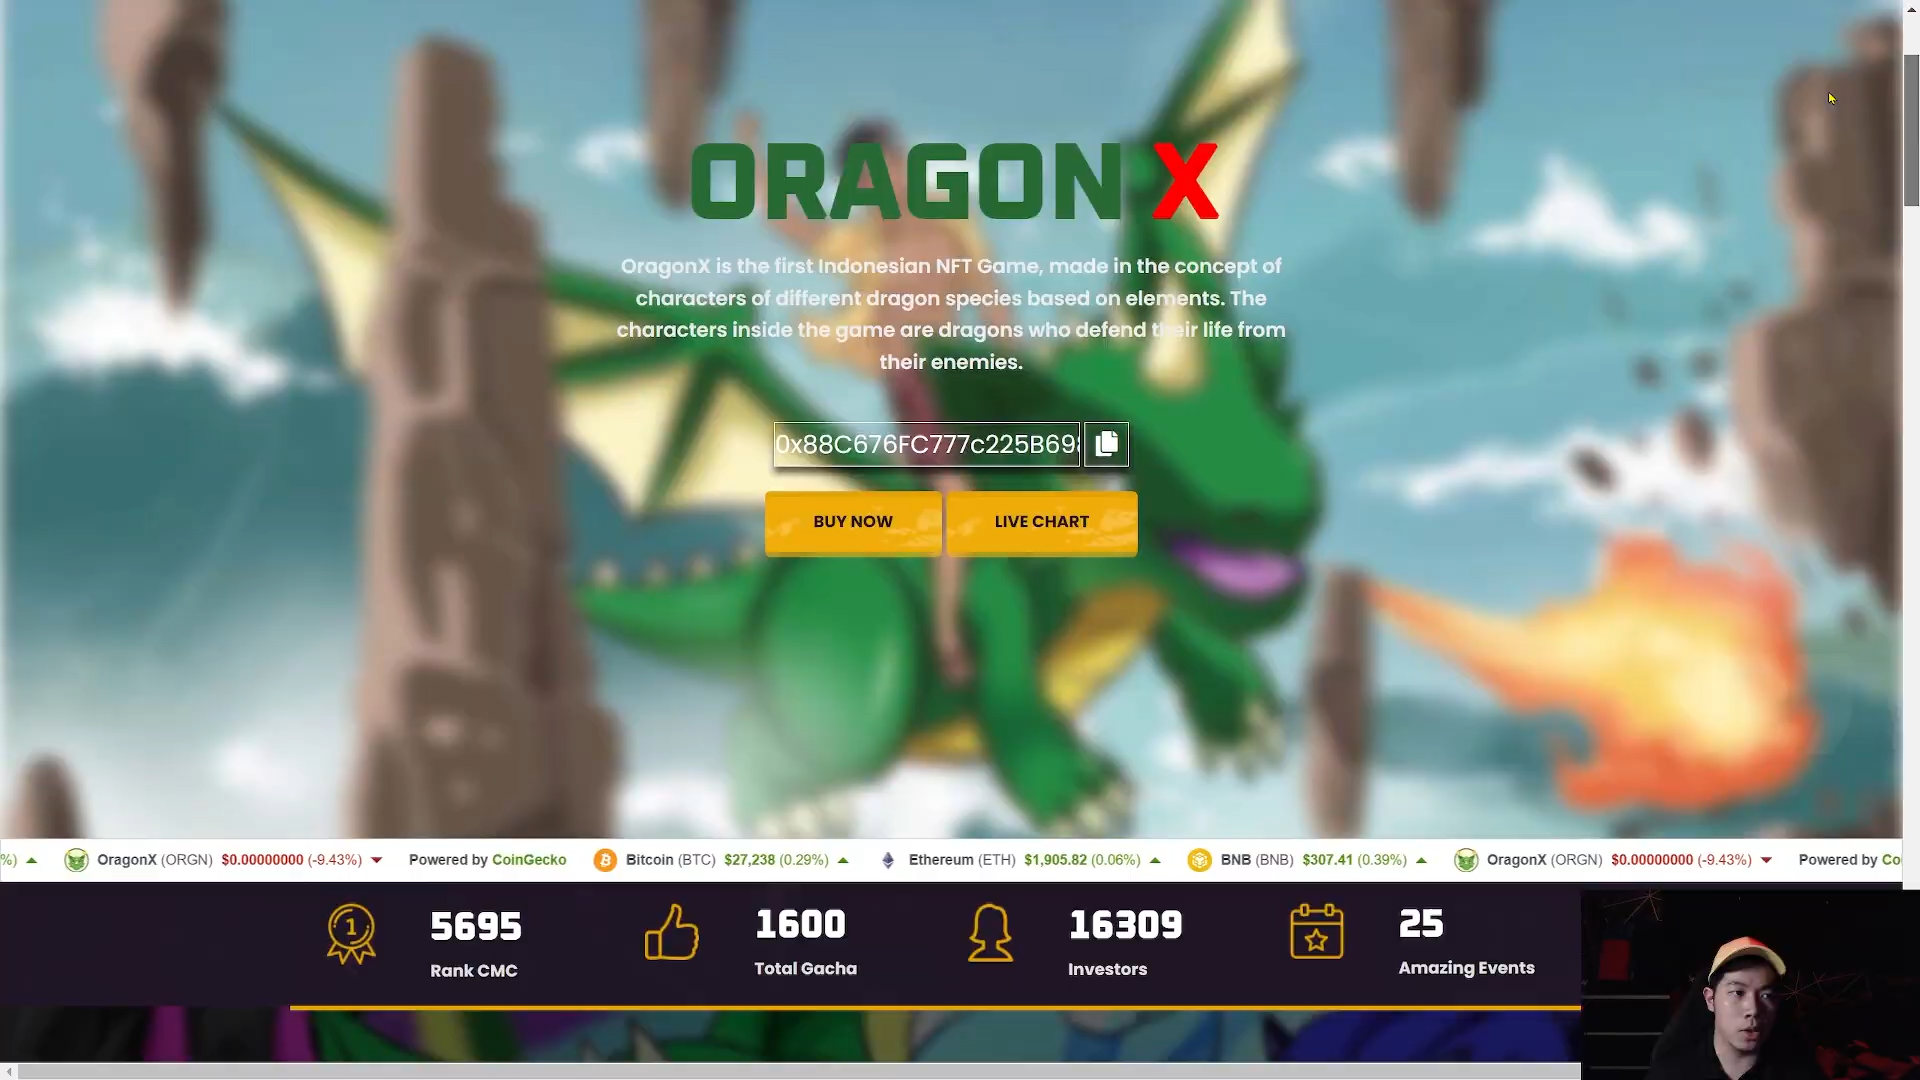 ORAGON X
OragonX is the first Indonesian NFT Game, made in the concept of
characters of different dragon species based on elements. The
characters inside the game are dragons who defend their life from
their enemies.
0x88C676FC777c225B69
BUY NOW LIVE CHART
%) OragonX (ORGN) $0.00000000 (-9.43%) Powered by CoinGecko Bitcoin (BTC) $27,238 (0.29%) Ethereum (ETH) $1,905.82 (0.06%) BNB (BNB) $307.41 (0.39%) OragonX (ORGN) $0.00000000 (-9.43%) Powered by Co
1 5695 1600 16309 25
Rank CMC Total Gacha Investors Amazing Events